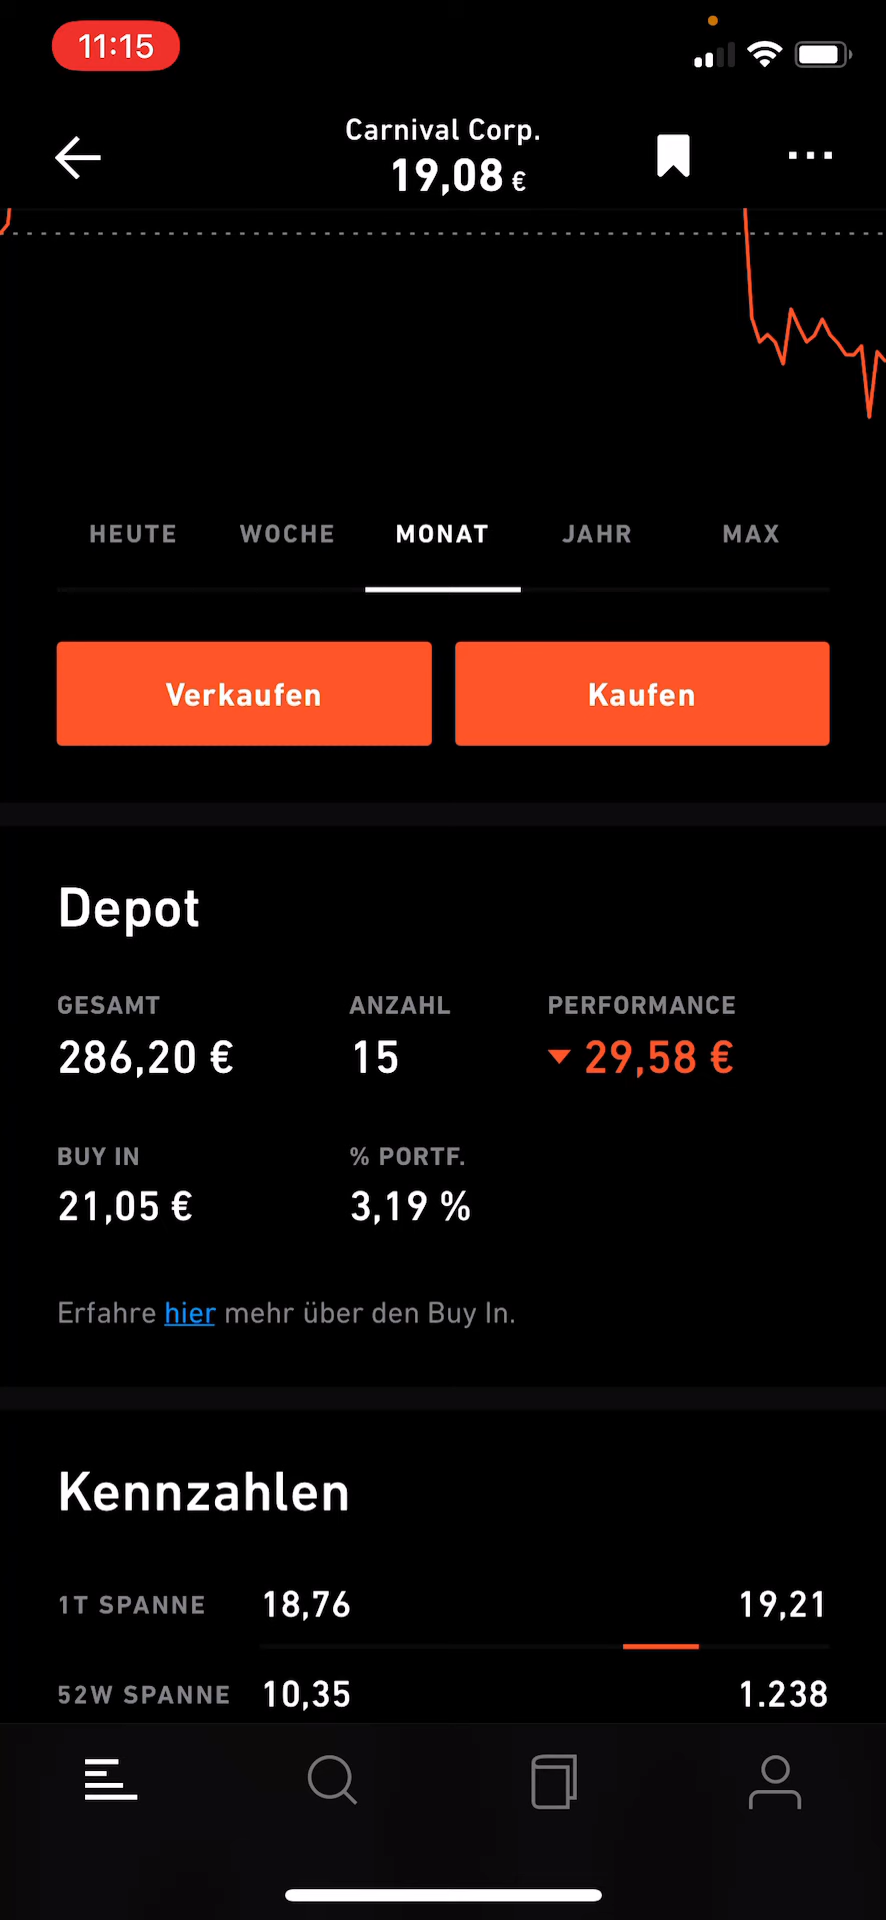 11:15
Carnival Corp.
19,08 €
HEUTE WOCHE MONAT JAHR MAX
Verkaufen Kaufen
Depot
GESAMT ANZAHL PERFORMANCE
286,20 € 15 29,58 €
BUY IN % PORTF.
21,05 € 3,19 %
Erfahre hier mehr über den Buy In.
Kennzahlen
1T SPANNE 18,76 19,21
52W SPANNE 10,35 1.238